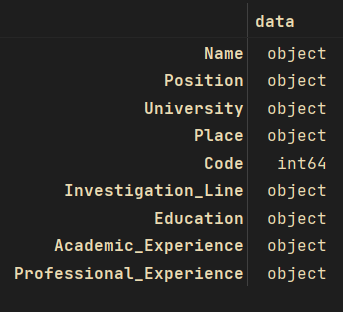 data
Name object
Position object
University object
Place object
Code int64
Investigation_Line object
Education object
Academic_Experience object
Professional_Experience object